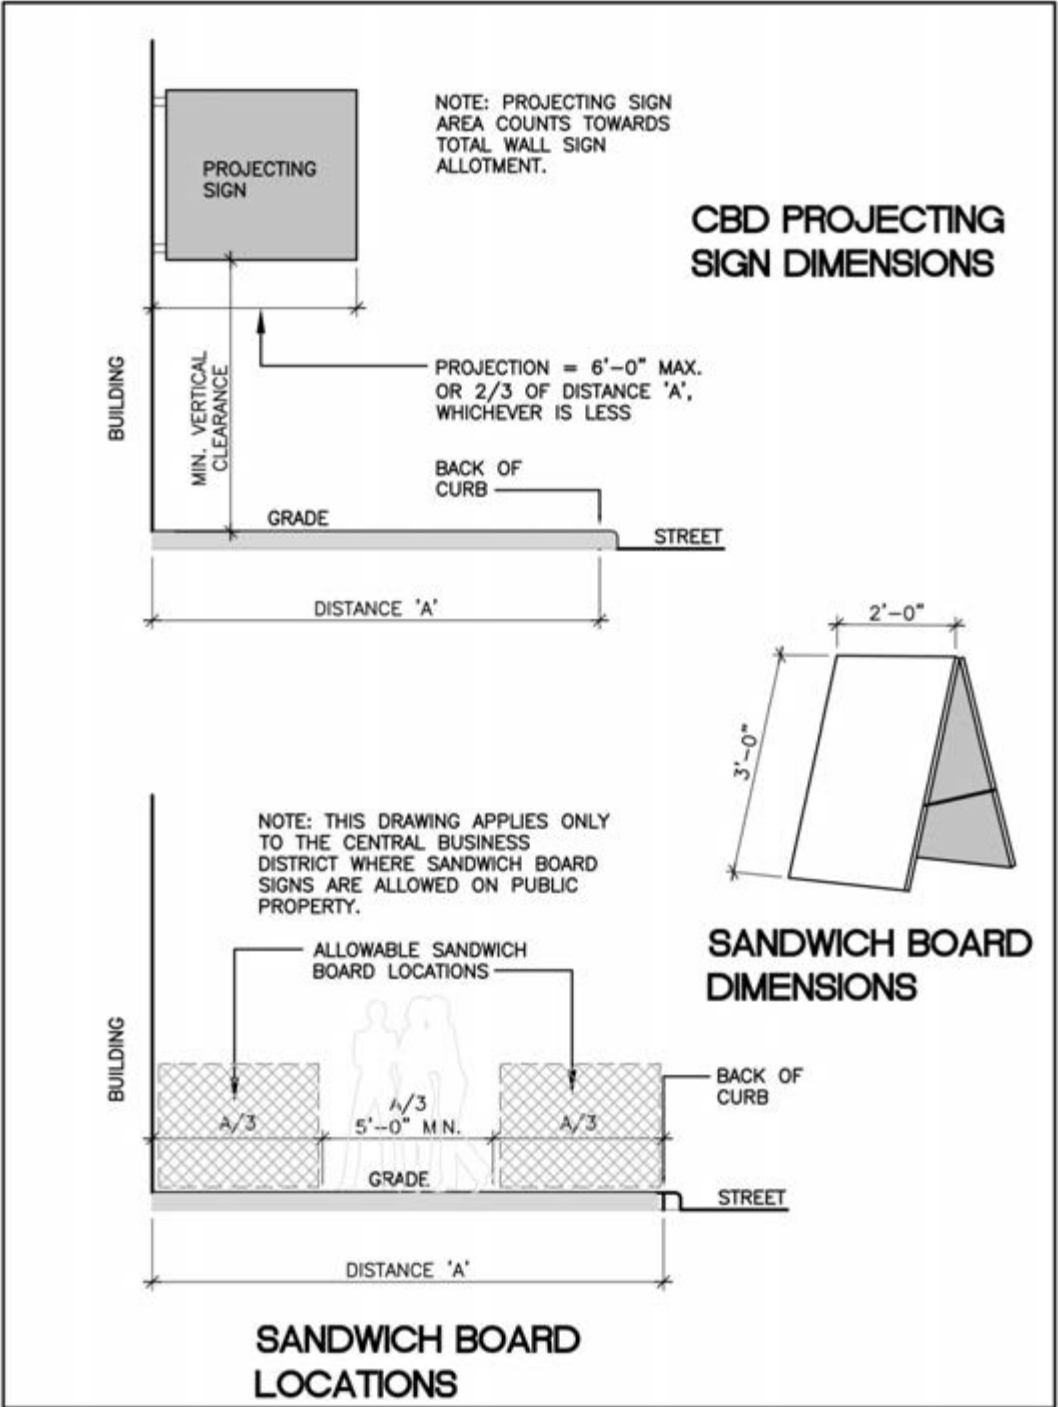 PROJECTING
SIGN
NOTE: PROJECTING SIGN
AREA COUNTS TOWARDS
TOTAL WALL SIGN
ALLOTMENT.
CBD PROJECTING
SIGN DIMENSIONS
BUILDING
MIN. VERTICAL
CLEARANCE
PROJECTION = 6'-0" MAX.
OR 2/3 OF DISTANCE 'A',
WHICHEVER IS LESS
BACK OF
CURB
GRADE
STREET
DISTANCE 'A'
2'-0"
3'-0"
SANDWICH BOARD
DIMENSIONS
NOTE: THIS DRAWING APPLIES ONLY
TO THE CENTRAL BUSINESS
DISTRICT WHERE SANDWICH BOARD
SIGNS ARE ALLOWED ON PUBLIC
PROPERTY.
ALLOWABLE SANDWICH
BOARD LOCATIONS
BUILDING
A/3
A/3
5'-0" MIN.
A/3
BACK OF
CURB
GRADE
STREET
DISTANCE 'A'
SANDWICH BOARD
LOCATIONS